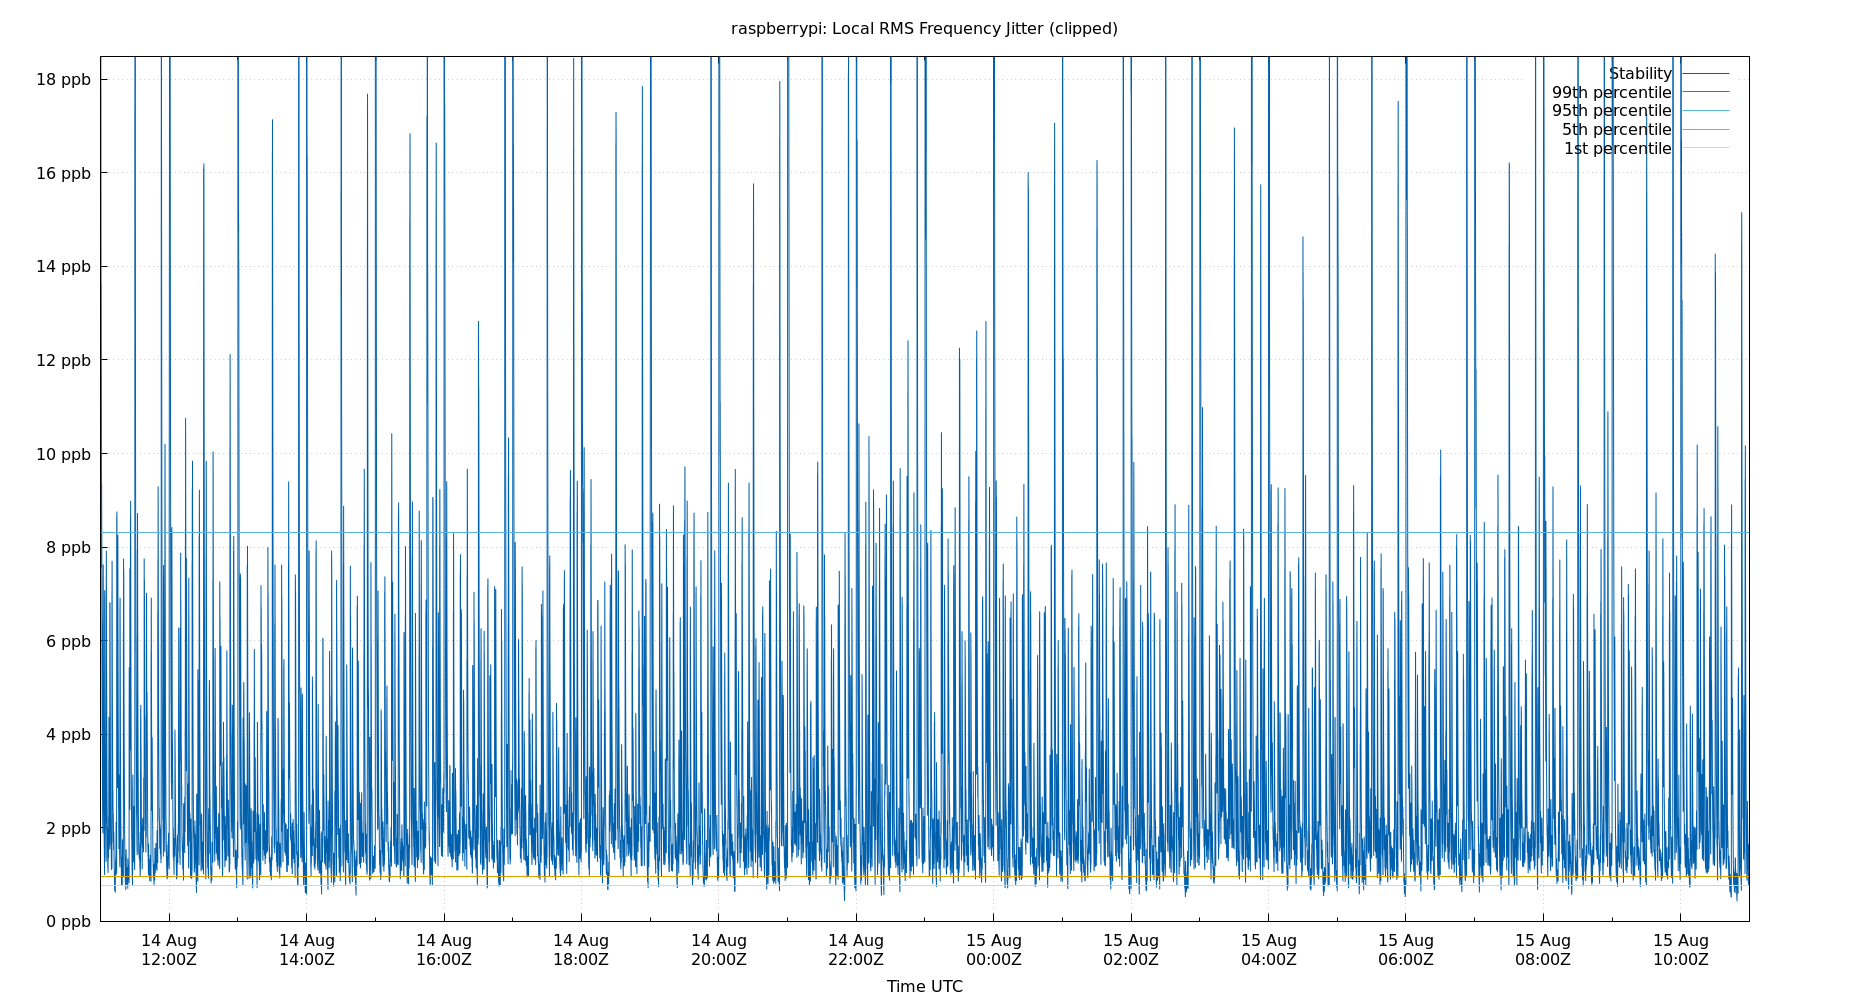 raspberrypi: Local RMS Frequency Jitter (clipped)
18 ppb
16 ppb
14 ppb
12 ppb
10 ppb
8 ppb
6 ppb
4 ppb
2 ppb
0 ppb
Stability
99th percentile
95th percentile
5th percentile
1st percentile
14 Aug 14 Aug 14 Aug 14 Aug 14 Aug 14 Aug 15 Aug 15 Aug 15 Aug 15 Aug 15 Aug 15 Aug
12:00Z 14:00Z 16:00Z 18:00Z 20:00Z 22:00Z 00:00Z 02:00Z 04:00Z 06:00Z 08:00Z 10:00Z
Time UTC